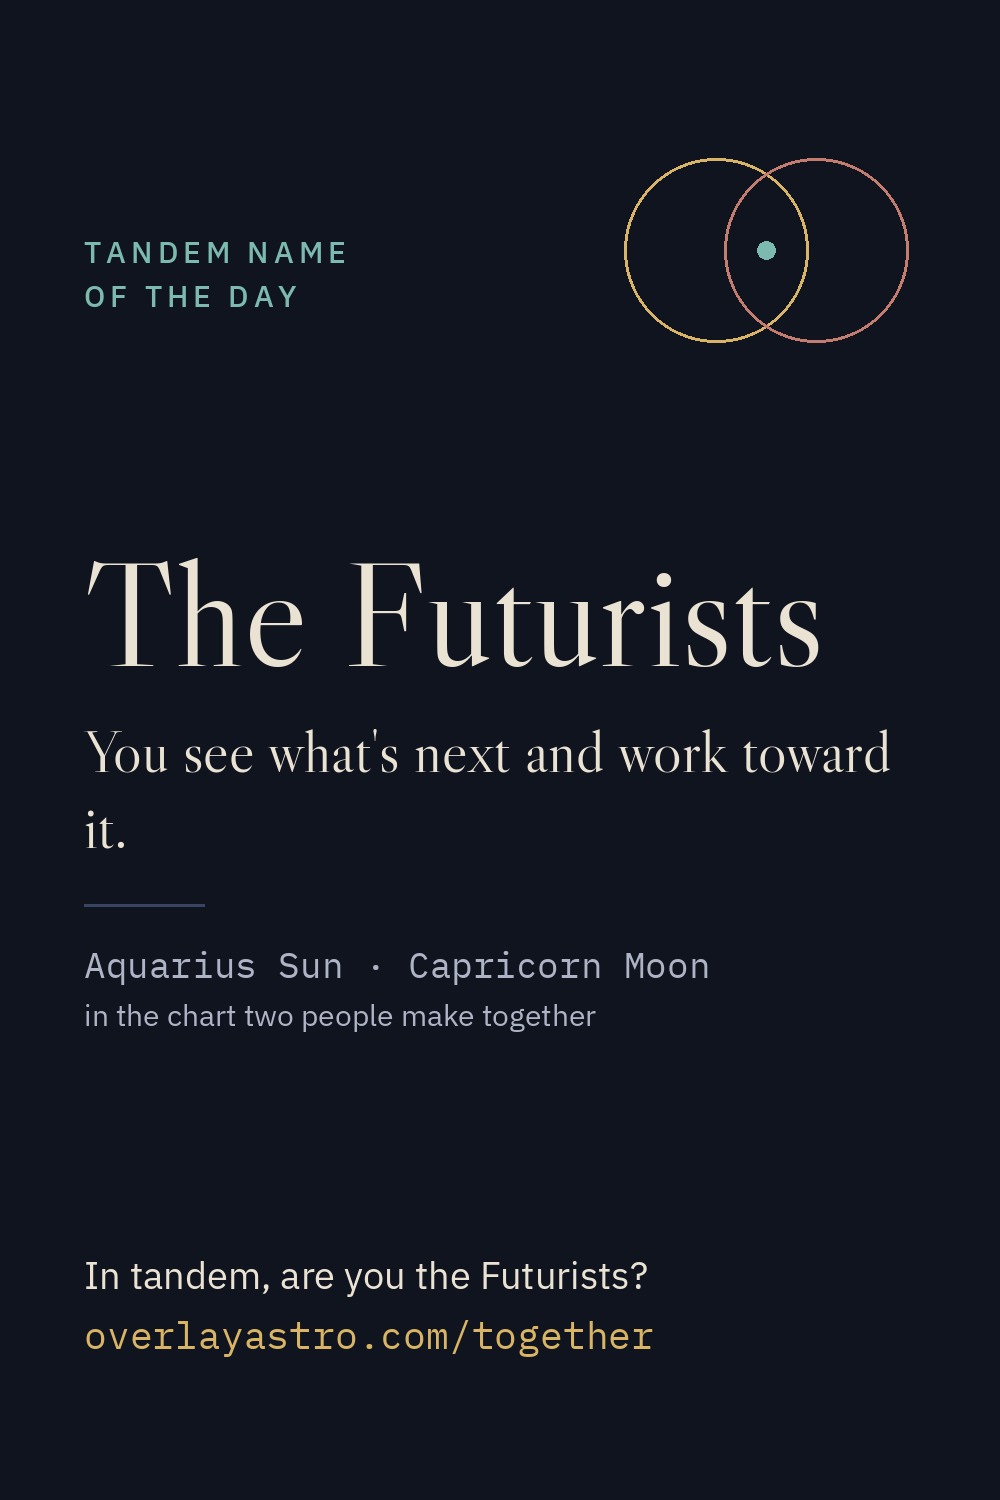 TANDEM NAME
OF THE DAY
The Futurists
You see what's next and work toward
it.
Aquarius Sun · Capricorn Moon
in the chart two people make together
In tandem, are you the Futurists?
overlayastro.com/together